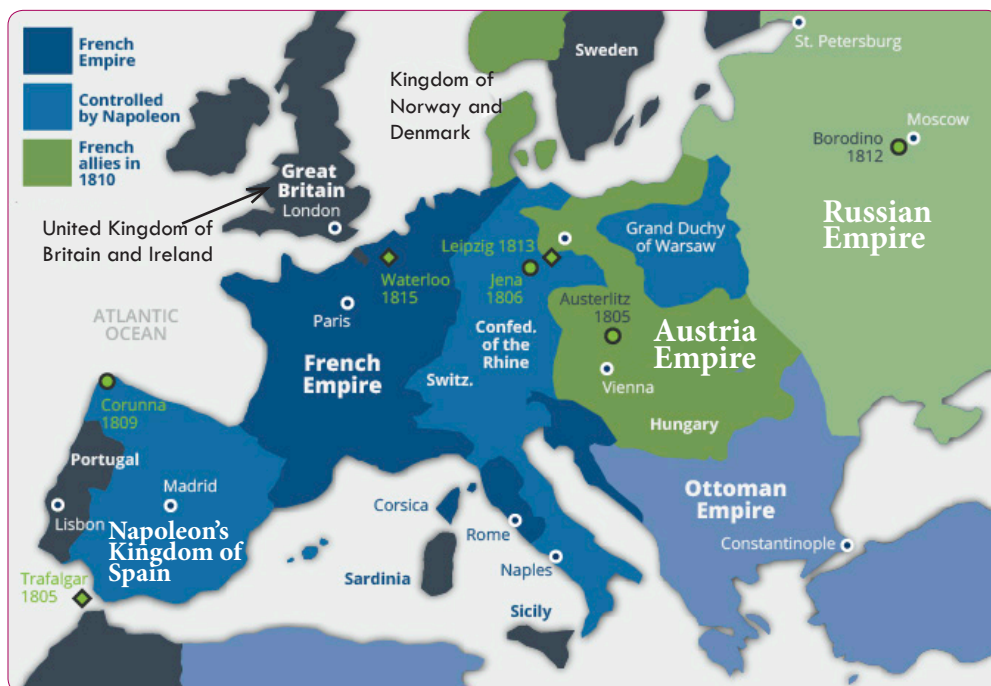 French
Empire
Controlled
by Napoleon
French
allies in
1810
Sweden
St. Petersburg
Kingdom of
Norway and
Denmark
Moscow
Borodino
1812
Great
Britain
London
United Kingdom of
Britain and Ireland
Russian
Empire
Grand Duchy
of Warsaw
Leipzig 1813
Jena
1806
Waterloo
1815
Austerlitz
1805
ATLANTIC
OCEAN
Paris
Confed.
of the
Rhine
Austria
Empire
French
Empire
Switz.
Vienna
Corunna
1809
Hungary
Portugal
Madrid
Lisbon
Napoleon's
Kingdom of
Spain
Corsica
Rome
Ottoman
Empire
Constantinople
Naples
Sardinia
Trafalgar
1805
Sicily